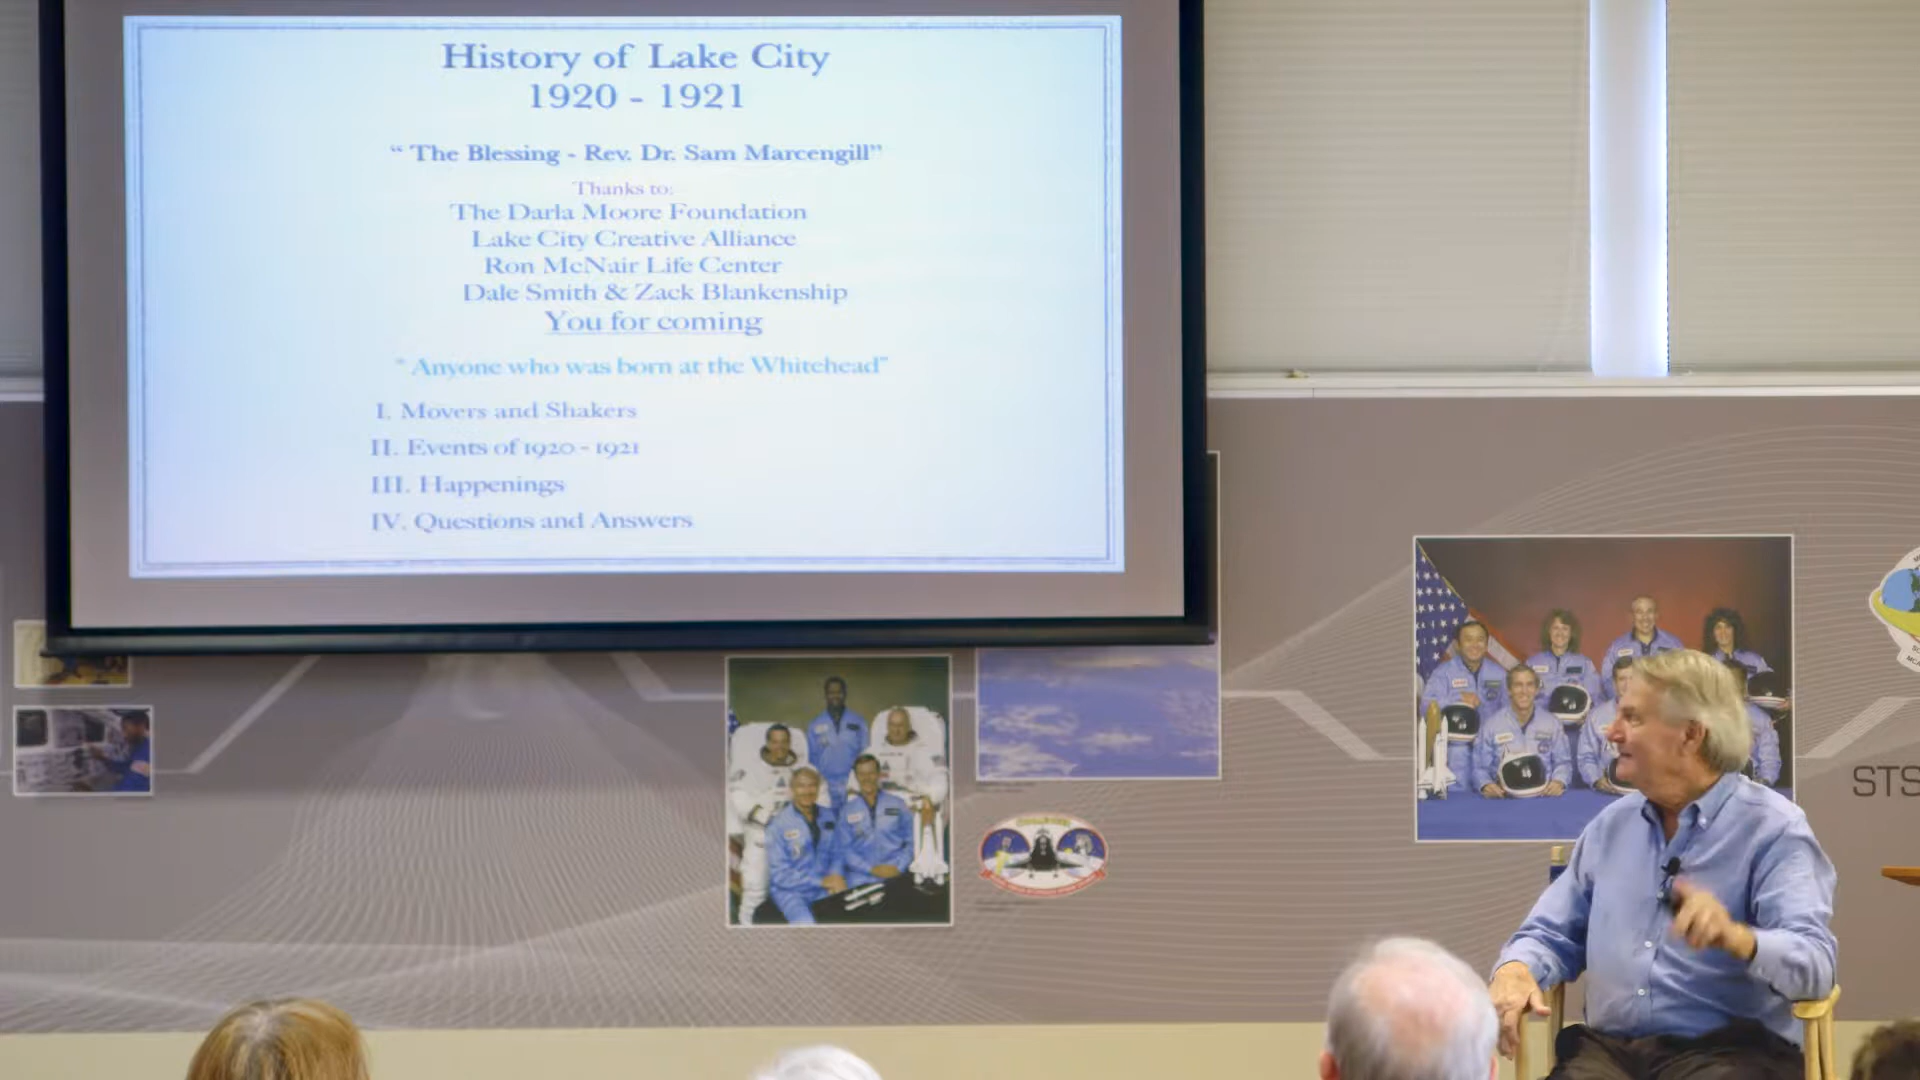 History of Lake City
1920 - 1921
“ The Blessing - Rev. Dr. Sam Marcengill”
Thanks to:
The Darla Moore Foundation
Lake City Creative Alliance
Ron McNair Life Center
Dale Smith & Zack Blankenship
You for coming
“ Anyone who was born at the Whitehead”
I. Movers and Shakers
II. Events of 1920 - 1921
III. Happenings
IV. Questions and Answers
STS